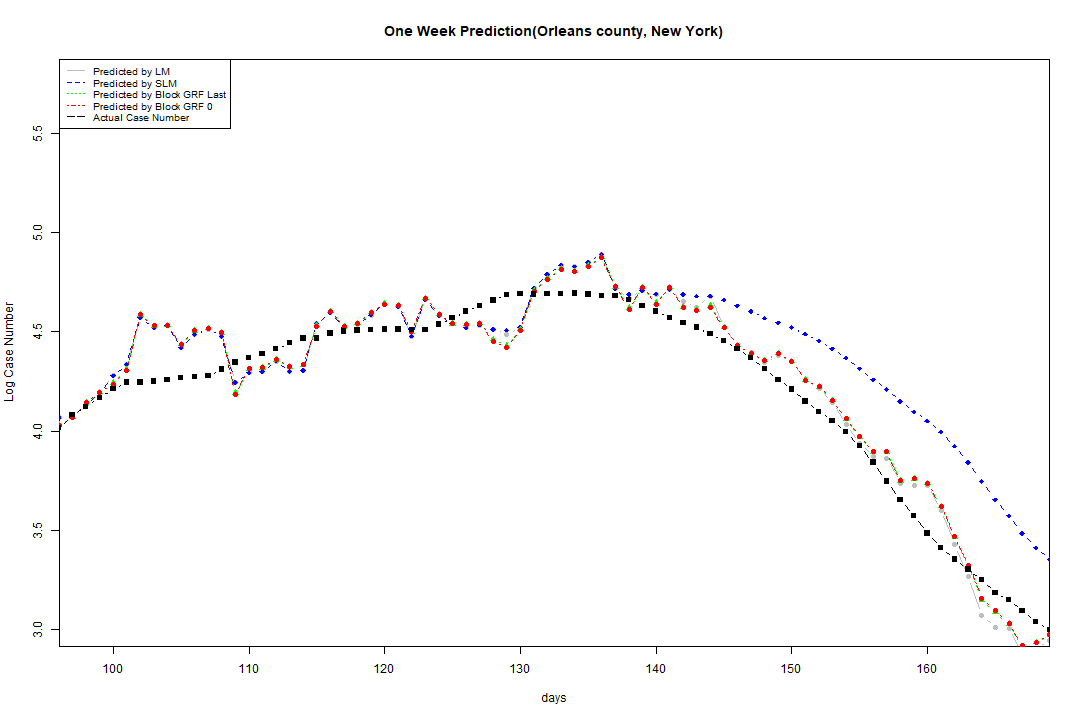 One Week Prediction(Orleans county, New York)
Predicted by LM
Predicted by SLM
Predicted by Block GRF Last
Predicted by Block GRF 0
Actual Case Number
5.5
5.0
4.5
4.0
3.5
3.0
Log Case Number
100 110 120 130 140 150 160
days